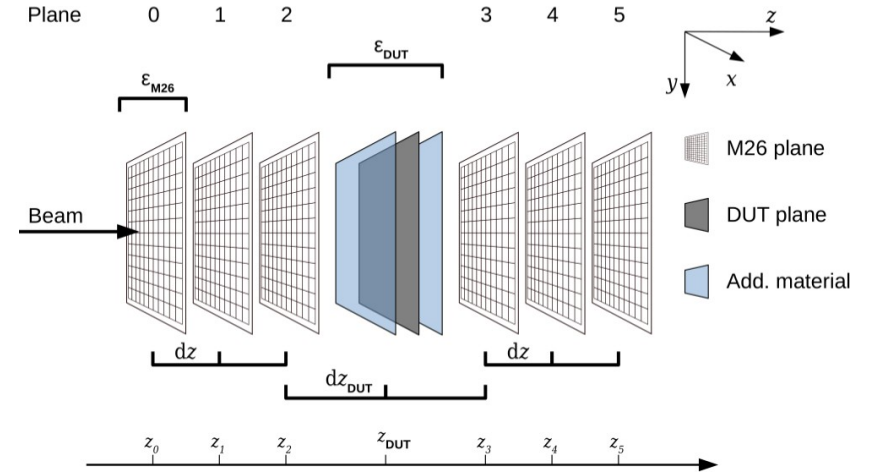 Plane 0 1 2 3 4 5 z
ε_DUT
ε_M26
y x
M26 plane
Beam
DUT plane
Add. material
dz dz
dz_DUT
z_0 z_1 z_2 z_DUT z_3 z_4 z_5